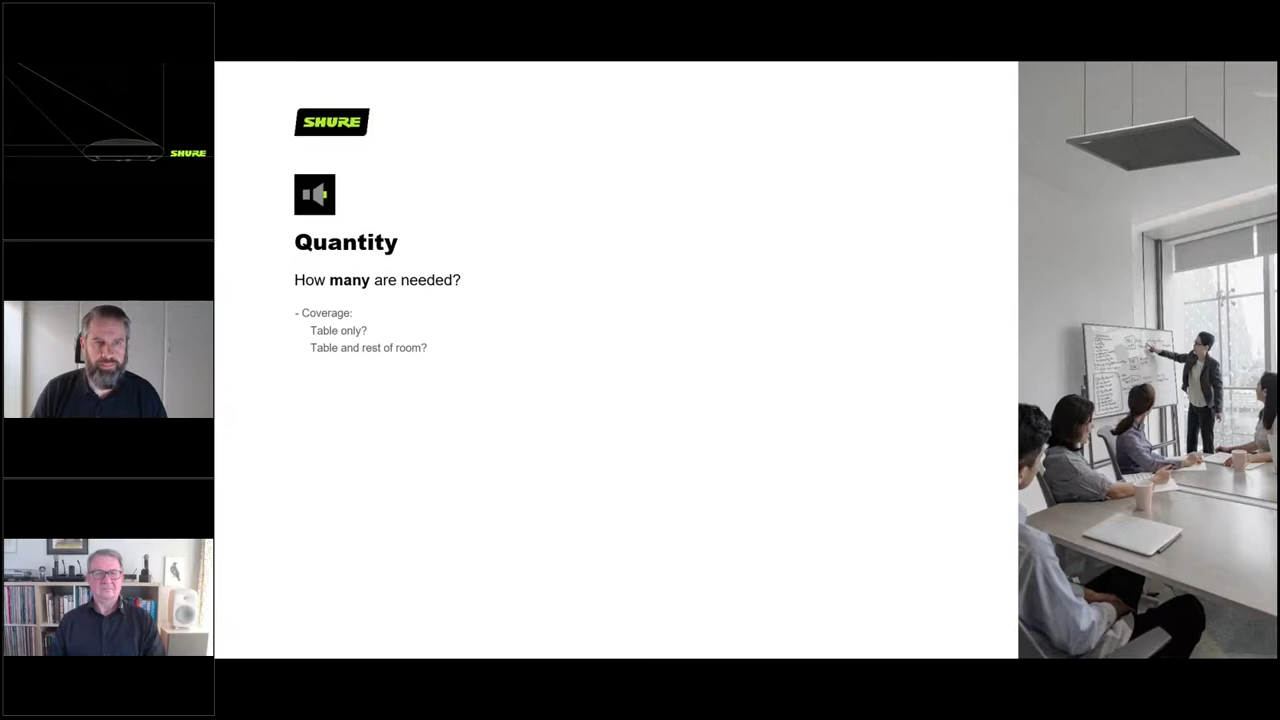 SHURE
SHURE
Quantity
How many are needed?
- Coverage:
Table only?
Table and rest of room?